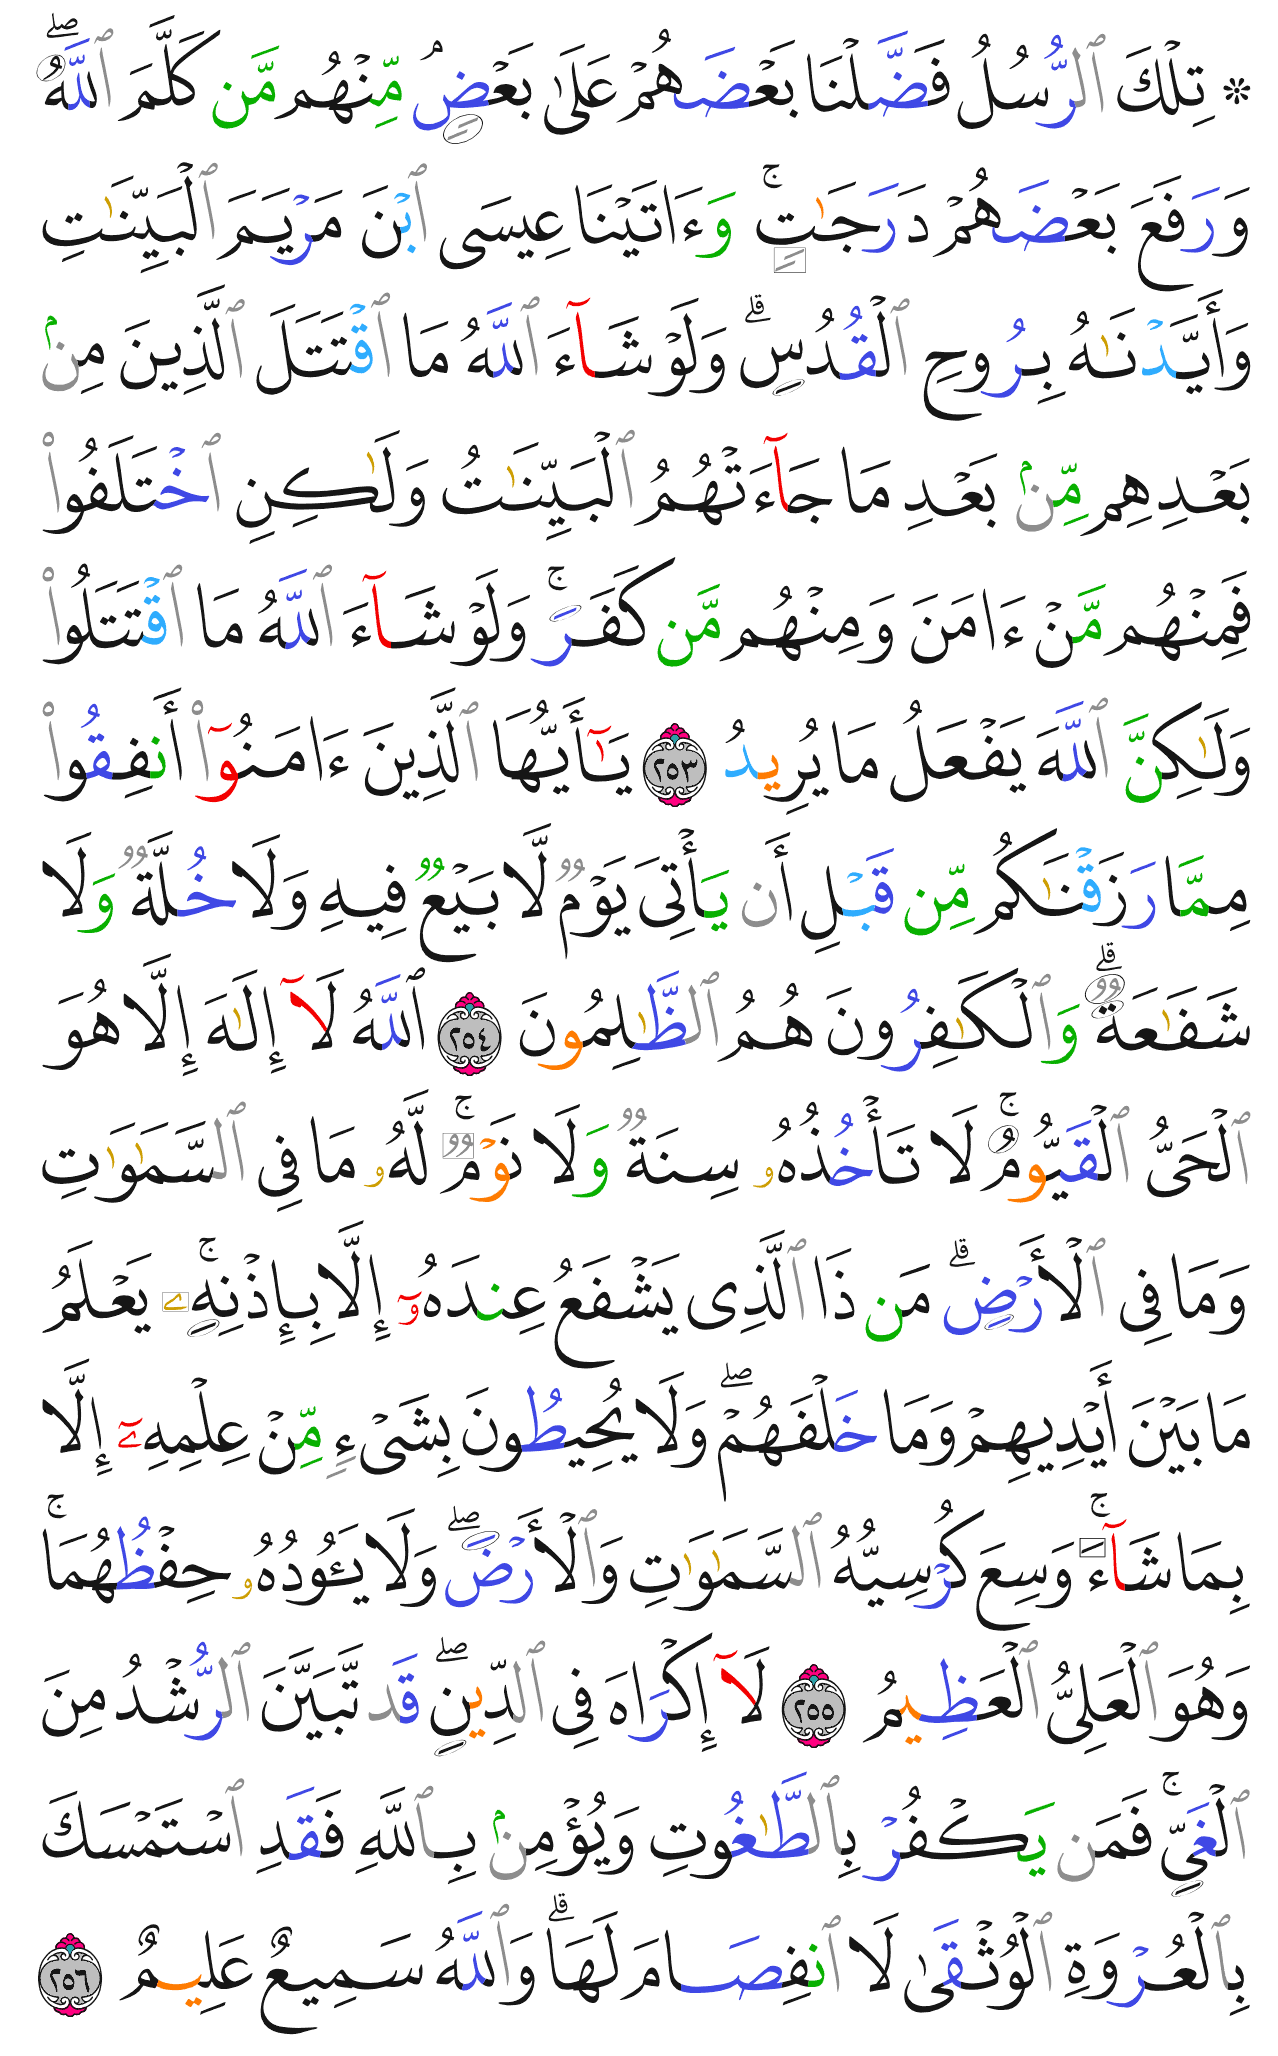 ۞ تِلْكَ ٱلرُّسُلُ فَضَّلْنَا بَعْضَهُمْ عَلَىٰ بَعْضٍۘ مِّنْهُم مَّن كَلَّمَ ٱللَّهُۖ
وَرَفَعَ بَعْضَهُمْ دَرَجَٰتٍۚ وَءَاتَيْنَا عِيسَى ٱبْنَ مَرْيَمَ ٱلْبَيِّنَٰتِ
وَأَيَّدْنَٰهُ بِرُوحِ ٱلْقُدُسِۗ وَلَوْ شَآءَ ٱللَّهُ مَا ٱقْتَتَلَ ٱلَّذِينَ مِنۢ
بَعْدِهِم مِّنۢ بَعْدِ مَا جَآءَتْهُمُ ٱلْبَيِّنَٰتُ وَلَٰكِنِ ٱخْتَلَفُوا۟
فَمِنْهُم مَّنْ ءَامَنَ وَمِنْهُم مَّن كَفَرَۚ وَلَوْ شَآءَ ٱللَّهُ مَا ٱقْتَتَلُوا۟
وَلَٰكِنَّ ٱللَّهَ يَفْعَلُ مَا يُرِيدُ ٢٥٣ يَٰٓأَيُّهَا ٱلَّذِينَ ءَامَنُوٓا۟ أَنفِقُوا۟
مِمَّا رَزَقْنَٰكُم مِّن قَبْلِ أَن يَأْتِىَ يَوْمٌ لَّا بَيْعٌ فِيهِ وَلَا خُلَّةٌ وَلَا
شَفَٰعَةٌۗ وَٱلْكَٰفِرُونَ هُمُ ٱلظَّٰلِمُونَ ٢٥٤ ٱللَّهُ لَآ إِلَٰهَ إِلَّا هُوَ
ٱلْحَىُّ ٱلْقَيُّومُۚ لَا تَأْخُذُهُۥ سِنَةٌ وَلَا نَوْمٌۚ لَّهُۥ مَا فِى ٱلسَّمَٰوَٰتِ
وَمَا فِى ٱلْأَرْضِۗ مَن ذَا ٱلَّذِى يَشْفَعُ عِندَهُۥٓ إِلَّا بِإِذْنِهِۦۚ يَعْلَمُ
مَا بَيْنَ أَيْدِيهِمْ وَمَا خَلْفَهُمْۖ وَلَا يُحِيطُونَ بِشَىْءٍ مِّنْ عِلْمِهِۦٓ إِلَّا
بِمَا شَآءَۚ وَسِعَ كُرْسِيُّهُ ٱلسَّمَٰوَٰتِ وَٱلْأَرْضَۖ وَلَا يَـُٔودُهُۥ حِفْظُهُمَاۚ
وَهُوَ ٱلْعَلِىُّ ٱلْعَظِيمُ ٢٥٥ لَآ إِكْرَاهَ فِى ٱلدِّينِۖ قَد تَّبَيَّنَ ٱلرُّشْدُ مِنَ
ٱلْغَىِّۚ فَمَن يَكْفُرْ بِٱلطَّٰغُوتِ وَيُؤْمِنۢ بِٱللَّهِ فَقَدِ ٱسْتَمْسَكَ
بِٱلْعُرْوَةِ ٱلْوُثْقَىٰ لَا ٱنفِصَامَ لَهَاۗ وَٱللَّهُ سَمِيعٌ عَلِيمٌ ٢٥٦